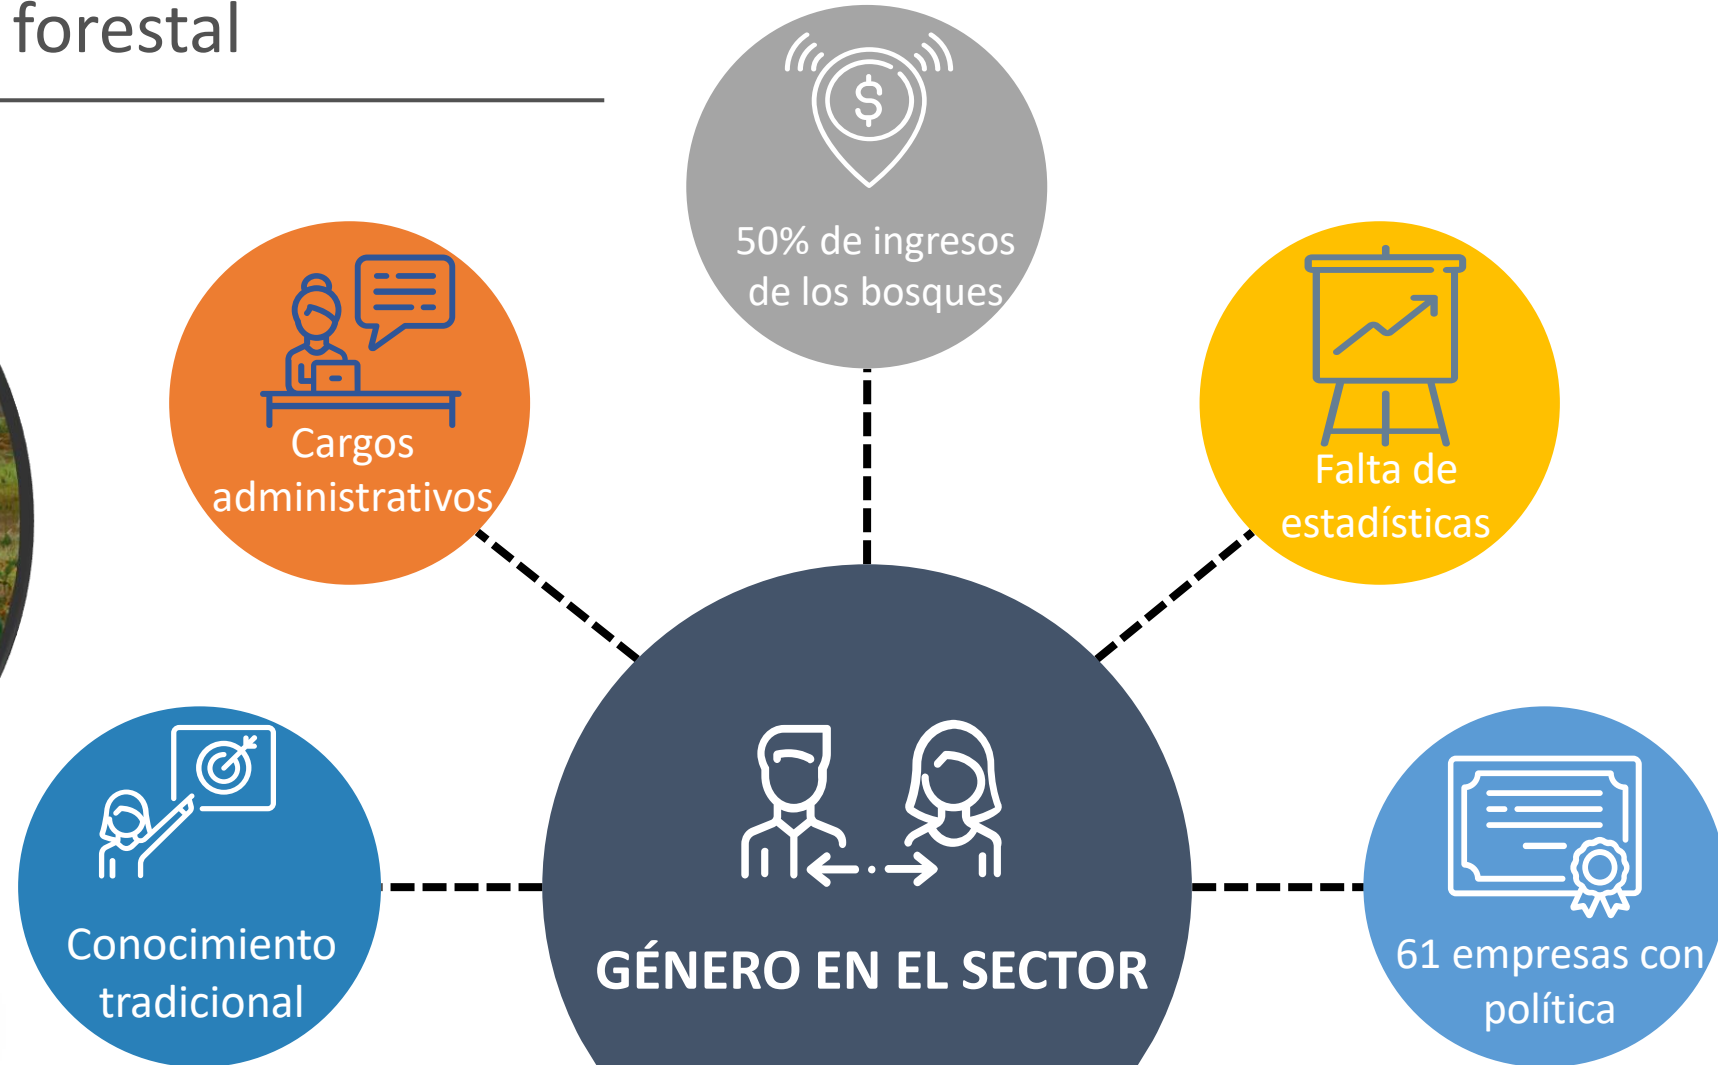 forestal
50% de ingresos
de los bosques
Cargos
administrativos
Falta de
estadísticas
Conocimiento
tradicional
GÉNERO EN EL SECTOR
61 empresas con
política